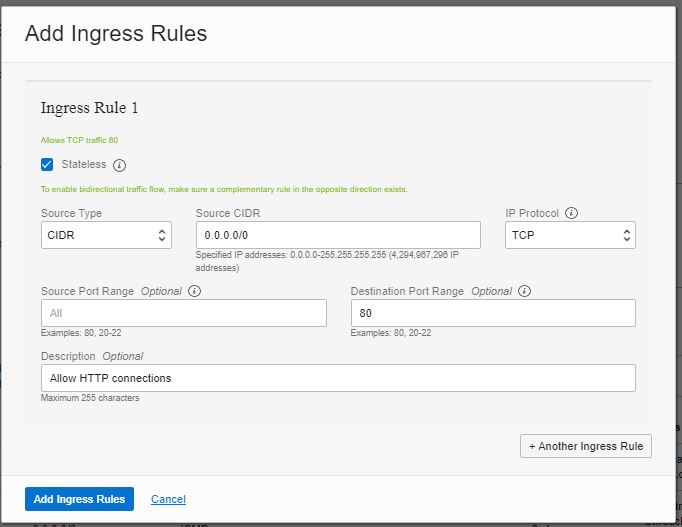 Add Ingress Rules
Ingress Rule 1
Allows TCP traffic 80
Stateless
To enable bidirectional traffic flow, make sure a complementary rule in the opposite direction exists.
Source Type Source CIDR IP Protocol
CIDR 0.0.0.0/0 TCP
Specified IP addresses: 0.0.0.0-255.255.255.255 (4,294,967,296 IP
addresses)
Source Port Range Optional Destination Port Range Optional
All 80
Examples: 80, 20-22 Examples: 80, 20-22
Description Optional
Allow HTTP connections
Maximum 255 characters
+ Another Ingress Rule
Add Ingress Rules Cancel